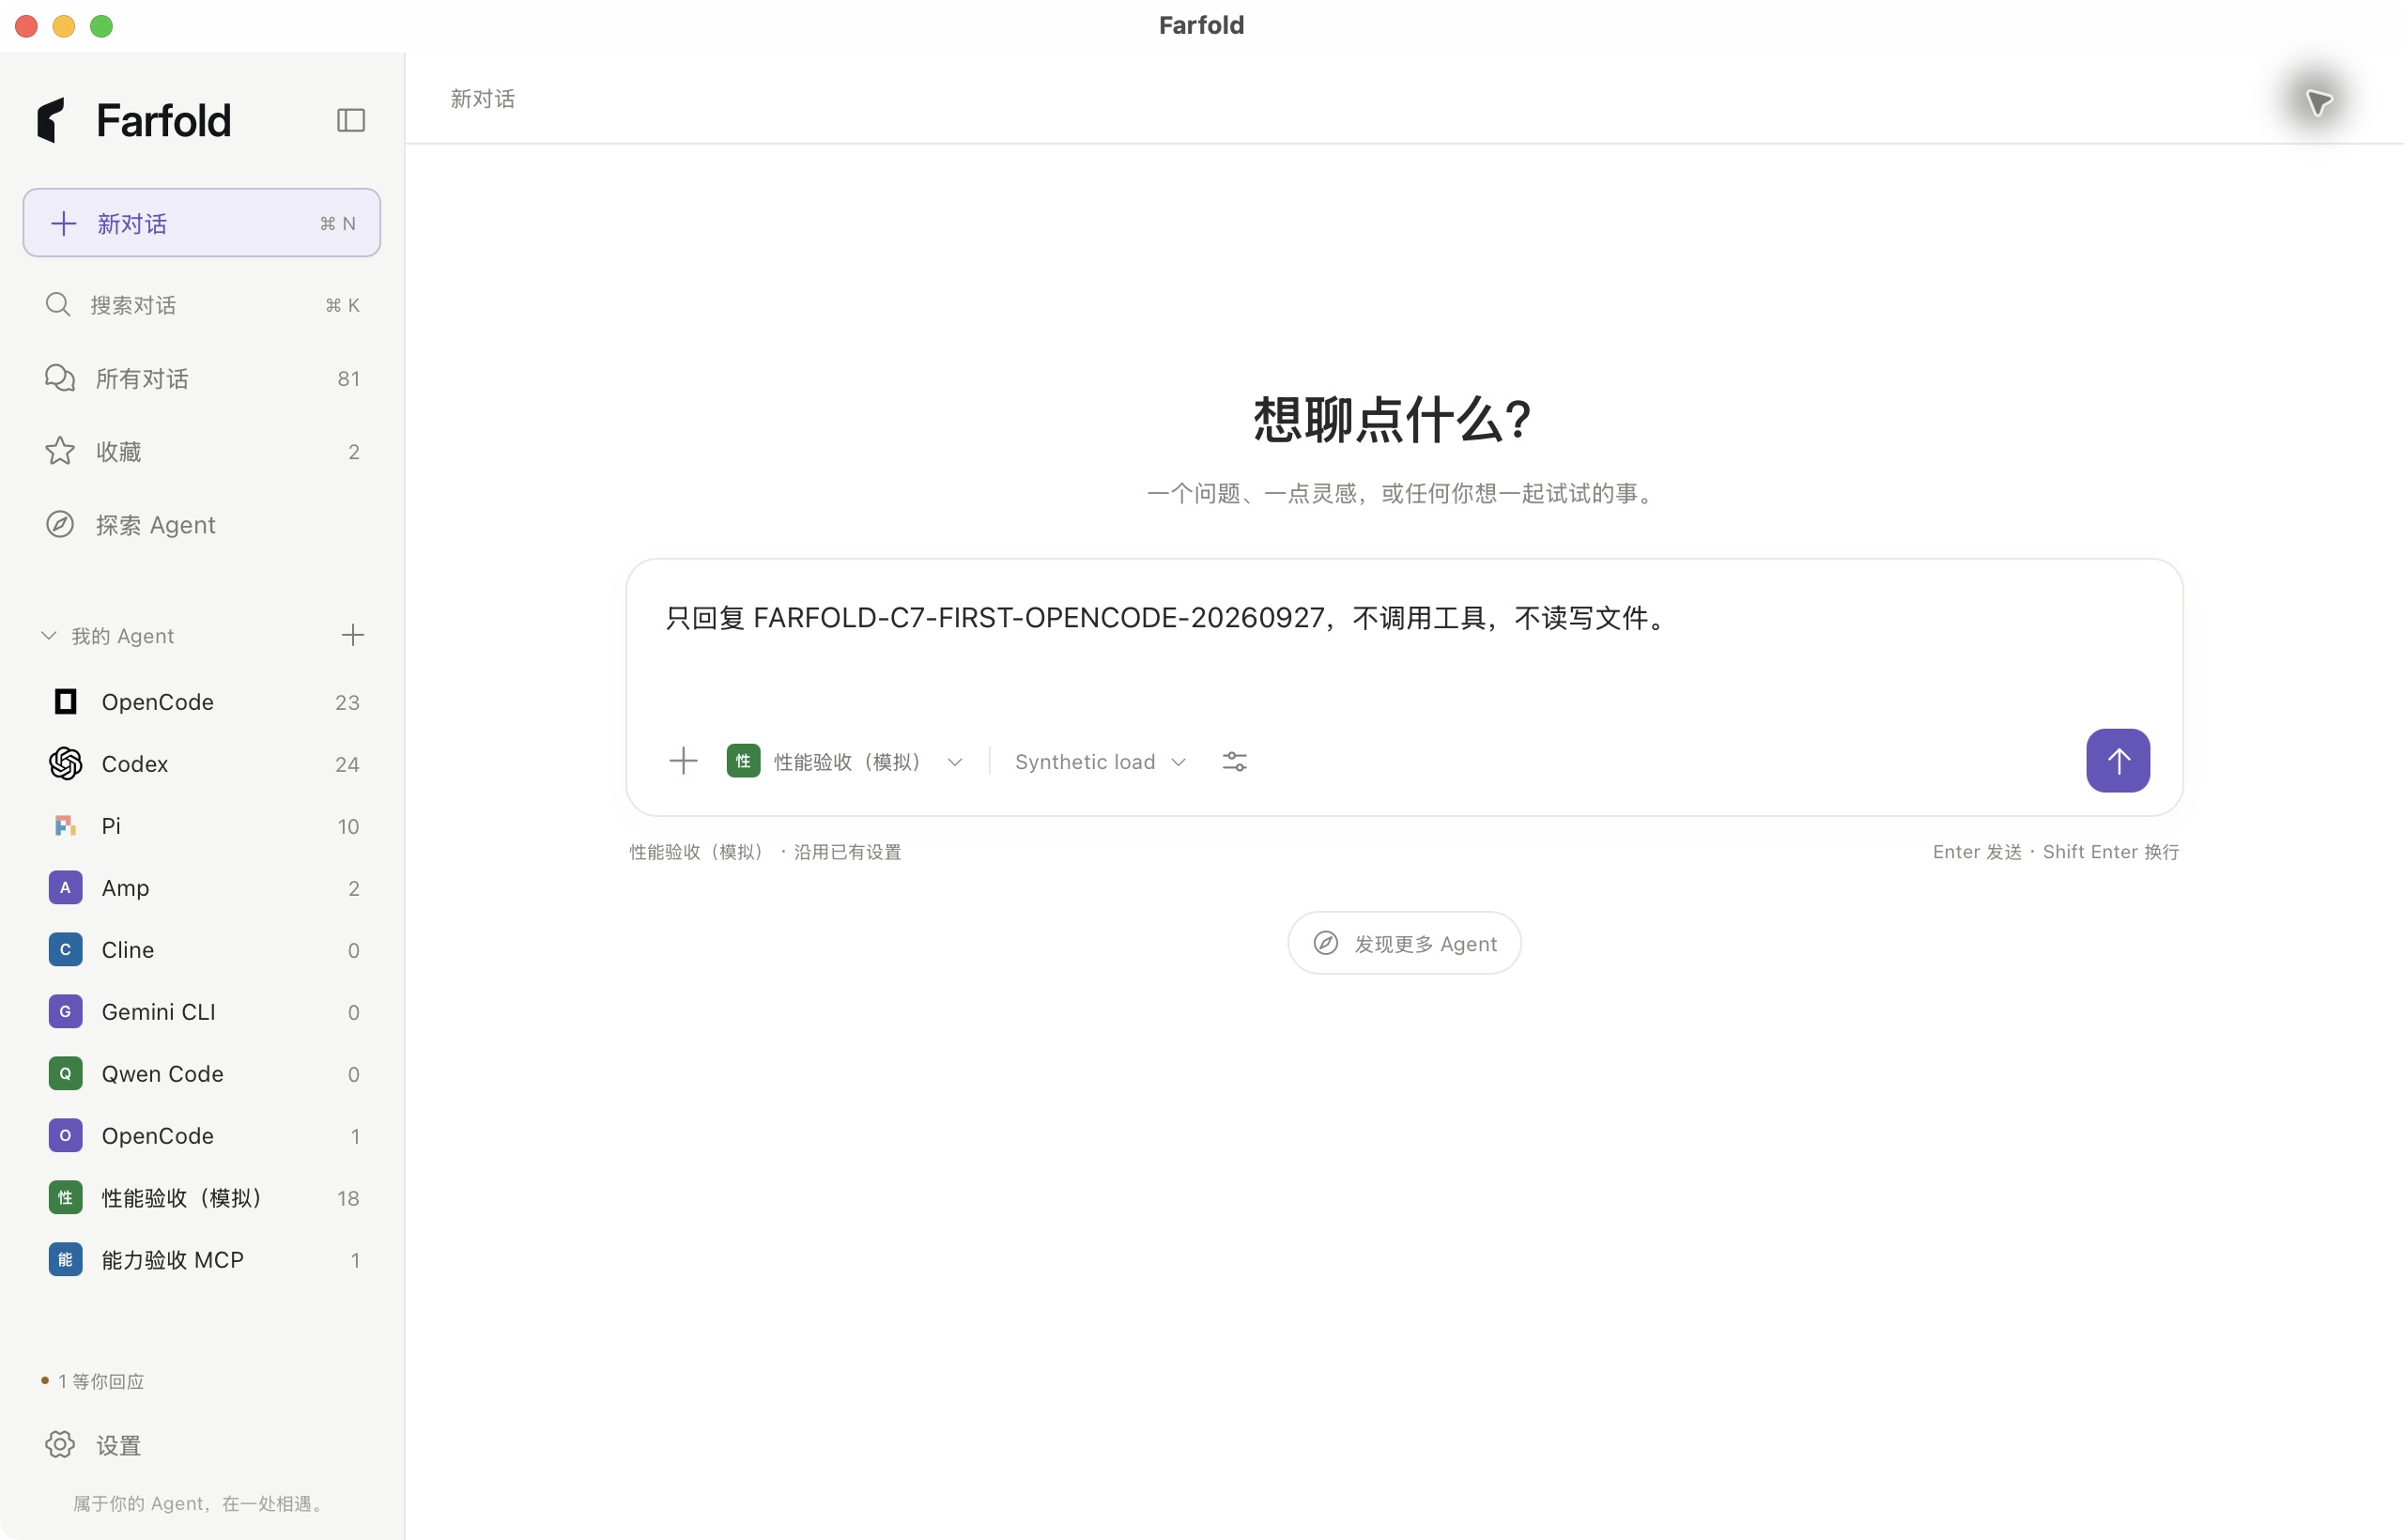 Farfold
Farfold
新对话 ⌘ N
搜索对话 ⌘ K
所有对话 81
收藏 2
探索 Agent
我的 Agent
OpenCode 23
Codex 24
Pi 10
A Amp 2
C Cline 0
G Gemini CLI 0
Q Qwen Code 0
O OpenCode 1
性 性能验收（模拟） 18
能 能力验收 MCP 1
1 等你回应
设置
属于你的 Agent，在一处相遇。
新对话
想聊点什么？
一个问题、一点灵感，或任何你想一起试试的事。
只回复 FARFOLD-C7-FIRST-OPENCODE-20260927，不调用工具，不读写文件。
性 性能验收（模拟） Synthetic load
性能验收（模拟） · 沿用已有设置
Enter 发送 · Shift Enter 换行
发现更多 Agent